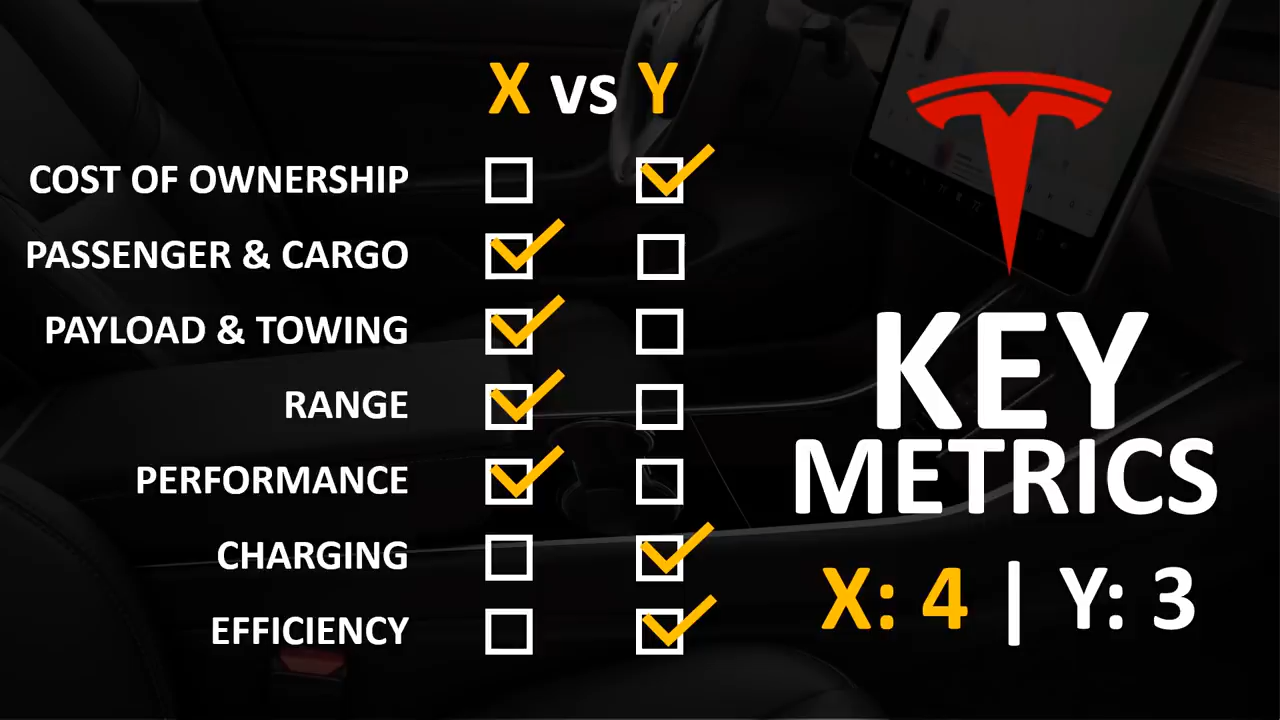 X vs Y
COST OF OWNERSHIP
PASSENGER & CARGO
PAYLOAD & TOWING
RANGE
PERFORMANCE
CHARGING
EFFICIENCY
KEY
METRICS
X: 4 | Y: 3